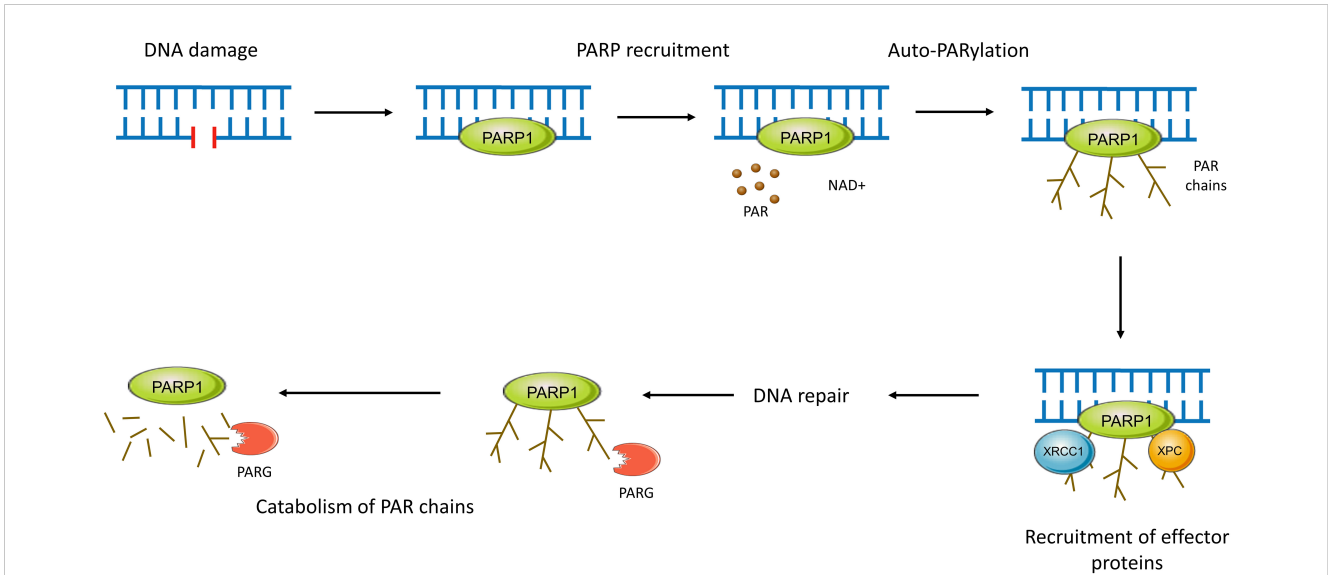 DNA damage
PARP recruitment
Auto-PARylation
PARP1
PARP1
PARP1
PAR
chains
NAD+
PAR
PARP1
PARP1
DNA repair
PARP1
XRCC1
XPC
PARG
PARG
Catabolism of PAR chains
Recruitment of effector
proteins